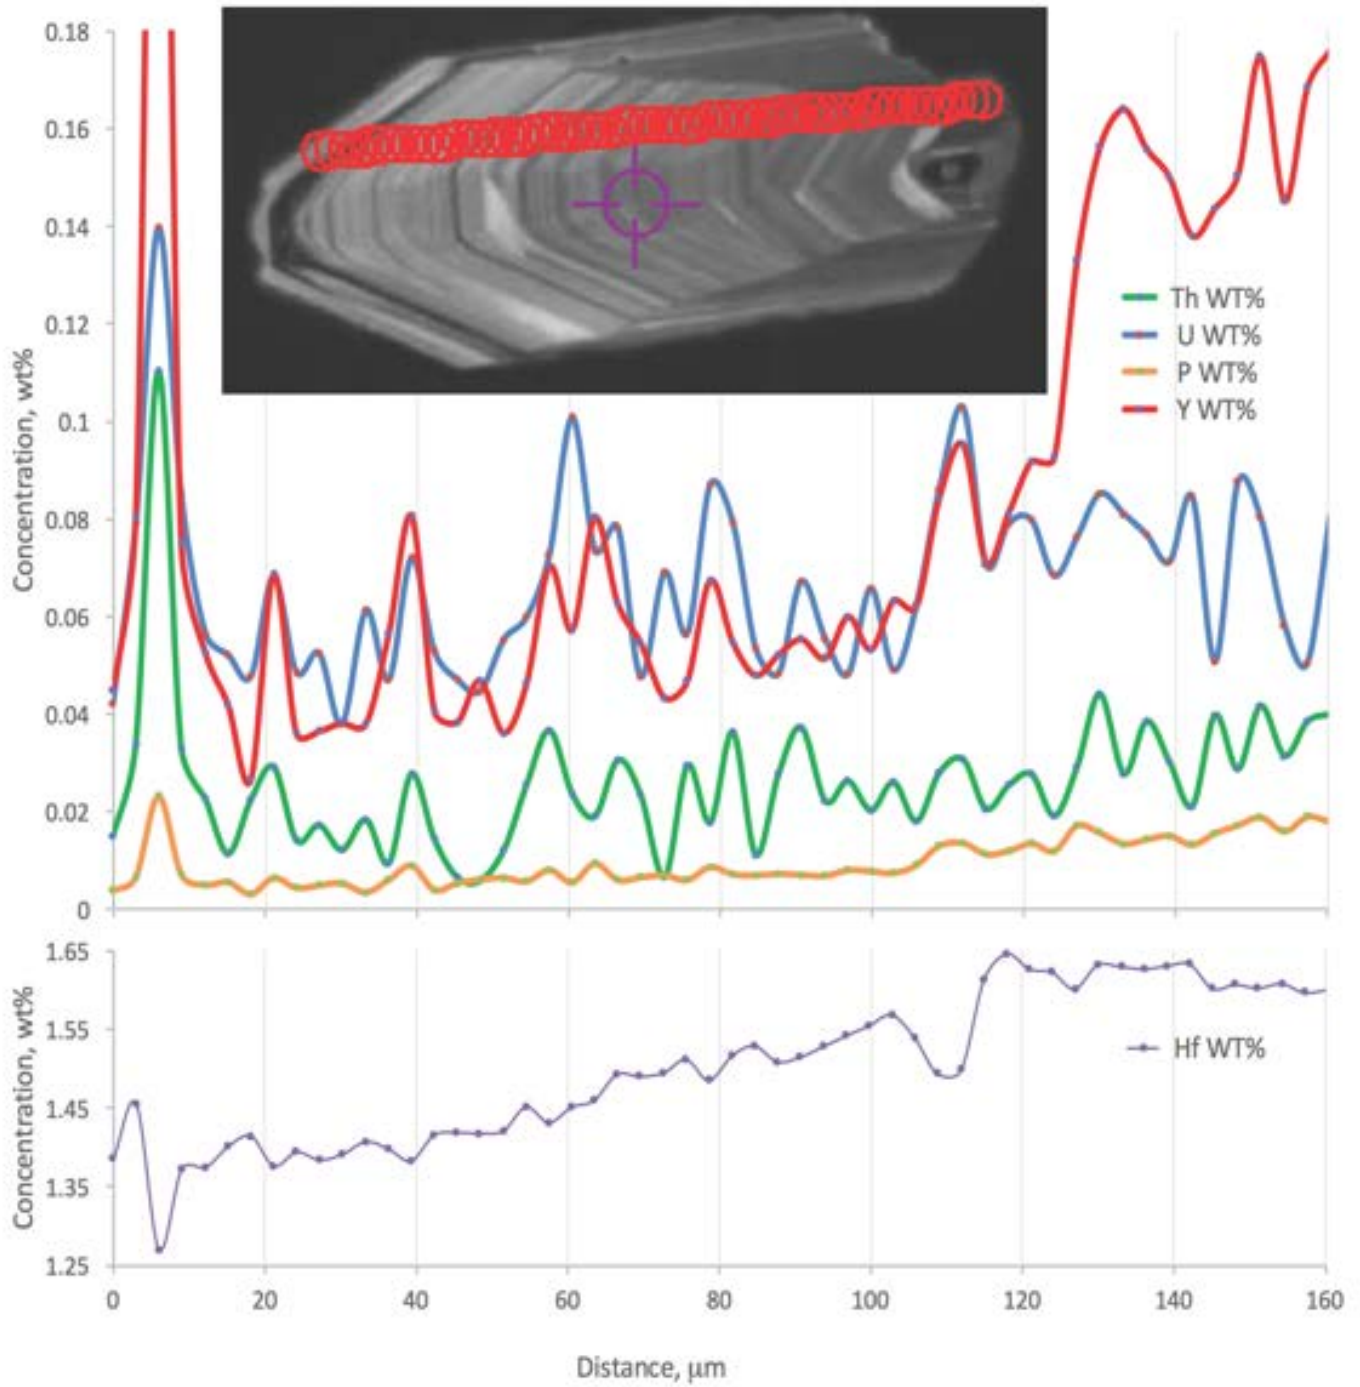 0.18
0.16
0.14
0.12
0.1
0.08
0.06
0.04
0.02
0
Concentration, wt%
Th WT%
U WT%
P WT%
Y WT%
1.65
1.55
1.45
1.35
1.25
Concentration, wt%
Hf WT%
0 20 40 60 80 100 120 140 160
Distance, μm